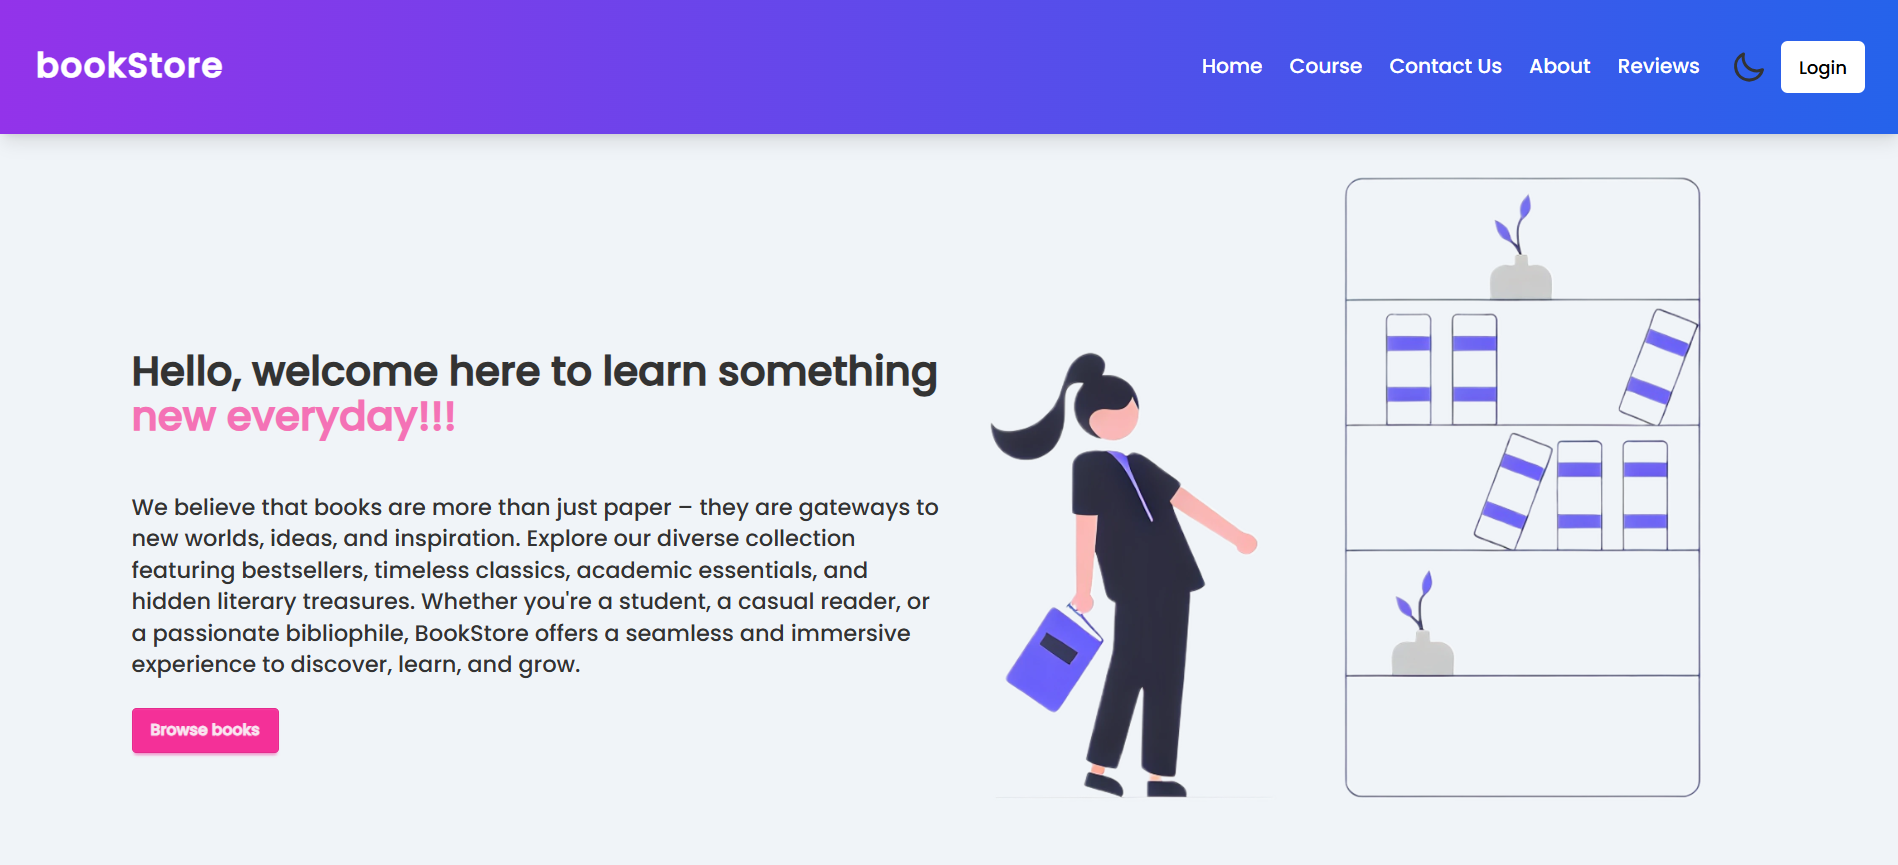 bookStore
Home Course Contact Us About Reviews Login
Hello, welcome here to learn something
new everyday!!!
We believe that books are more than just paper – they are gateways to
new worlds, ideas, and inspiration. Explore our diverse collection
featuring bestsellers, timeless classics, academic essentials, and
hidden literary treasures. Whether you're a student, a casual reader, or
a passionate bibliophile, BookStore offers a seamless and immersive
experience to discover, learn, and grow.
Browse books